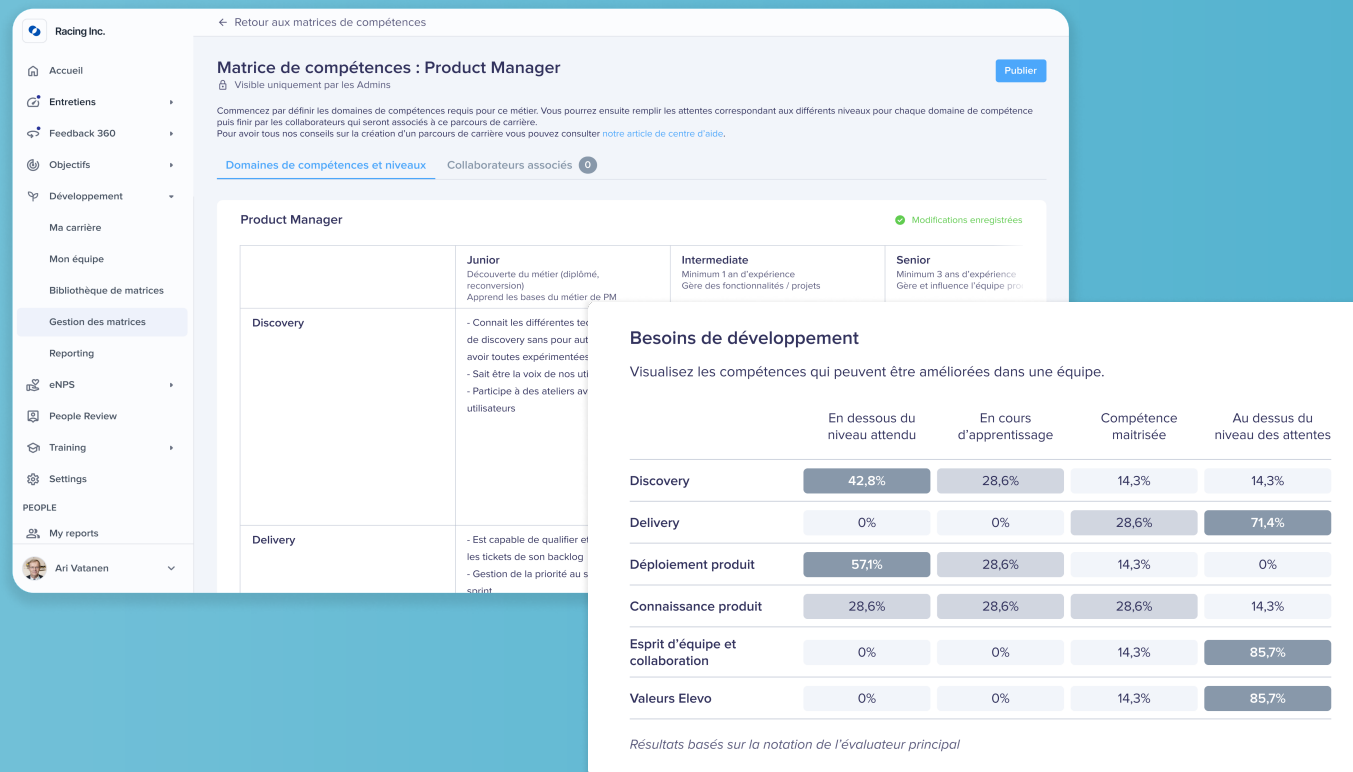 Racing Inc.
Accueil
Entretiens
Feedback 360
Objectifs
Développement
Ma carrière
Mon équipe
Bibliothèque de matrices
Gestion des matrices
Reporting
eNPS
People Review
Training
Settings
PEOPLE
My reports
Ari Vatanen
← Retour aux matrices de compétences
Matrice de compétences : Product Manager
Publier
Visible uniquement par les Admins
Commencez par définir les domaines de compétences requis pour ce métier. Vous pourrez ensuite remplir les attentes correspondant aux différents niveaux pour chaque domaine de compétence
puis finir par les collaborateurs qui seront associés à ce parcours de carrière.
Pour avoir tous nos conseils sur la création d'un parcours de carrière vous pouvez consulter notre article de centre d'aide.
Domaines de compétences et niveaux Collaborateurs associés 0
Product Manager
Modifications enregistrées
Junior
Découverte du métier (diplômé,
reconversion)
Apprend les bases du métier de PM
Intermediate
Minimum 1 an d'expérience
Gère des fonctionnalités / projets
Senior
Minimum 3 ans d'expérience
Gère et influence l'équipe
Discovery
- Connait les différentes
de discovery sans pour
avoir toutes expérimentées
- Sait être la voix de nos
- Participe à des ateliers
utilisateurs
Delivery
- Est capable de qualifier
les tickets de son backlog
- Gestion de la priorité au
sprint
Besoins de développement
Visualisez les compétences qui peuvent être améliorées dans une équipe.
En dessous du
niveau attendu
En cours
d'apprentissage
Compétence
maitrisée
Au dessus du
niveau des attentes
Discovery 42,8% 28,6% 14,3% 14,3%
Delivery 0% 0% 28,6% 71,4%
Déploiement produit 57,1% 28,6% 14,3% 0%
Connaissance produit 28,6% 28,6% 28,6% 14,3%
Esprit d'équipe et
collaboration 0% 0% 14,3% 85,7%
Valeurs Elevo 0% 0% 14,3% 85,7%
Résultats basés sur la notation de l'évaluateur principal